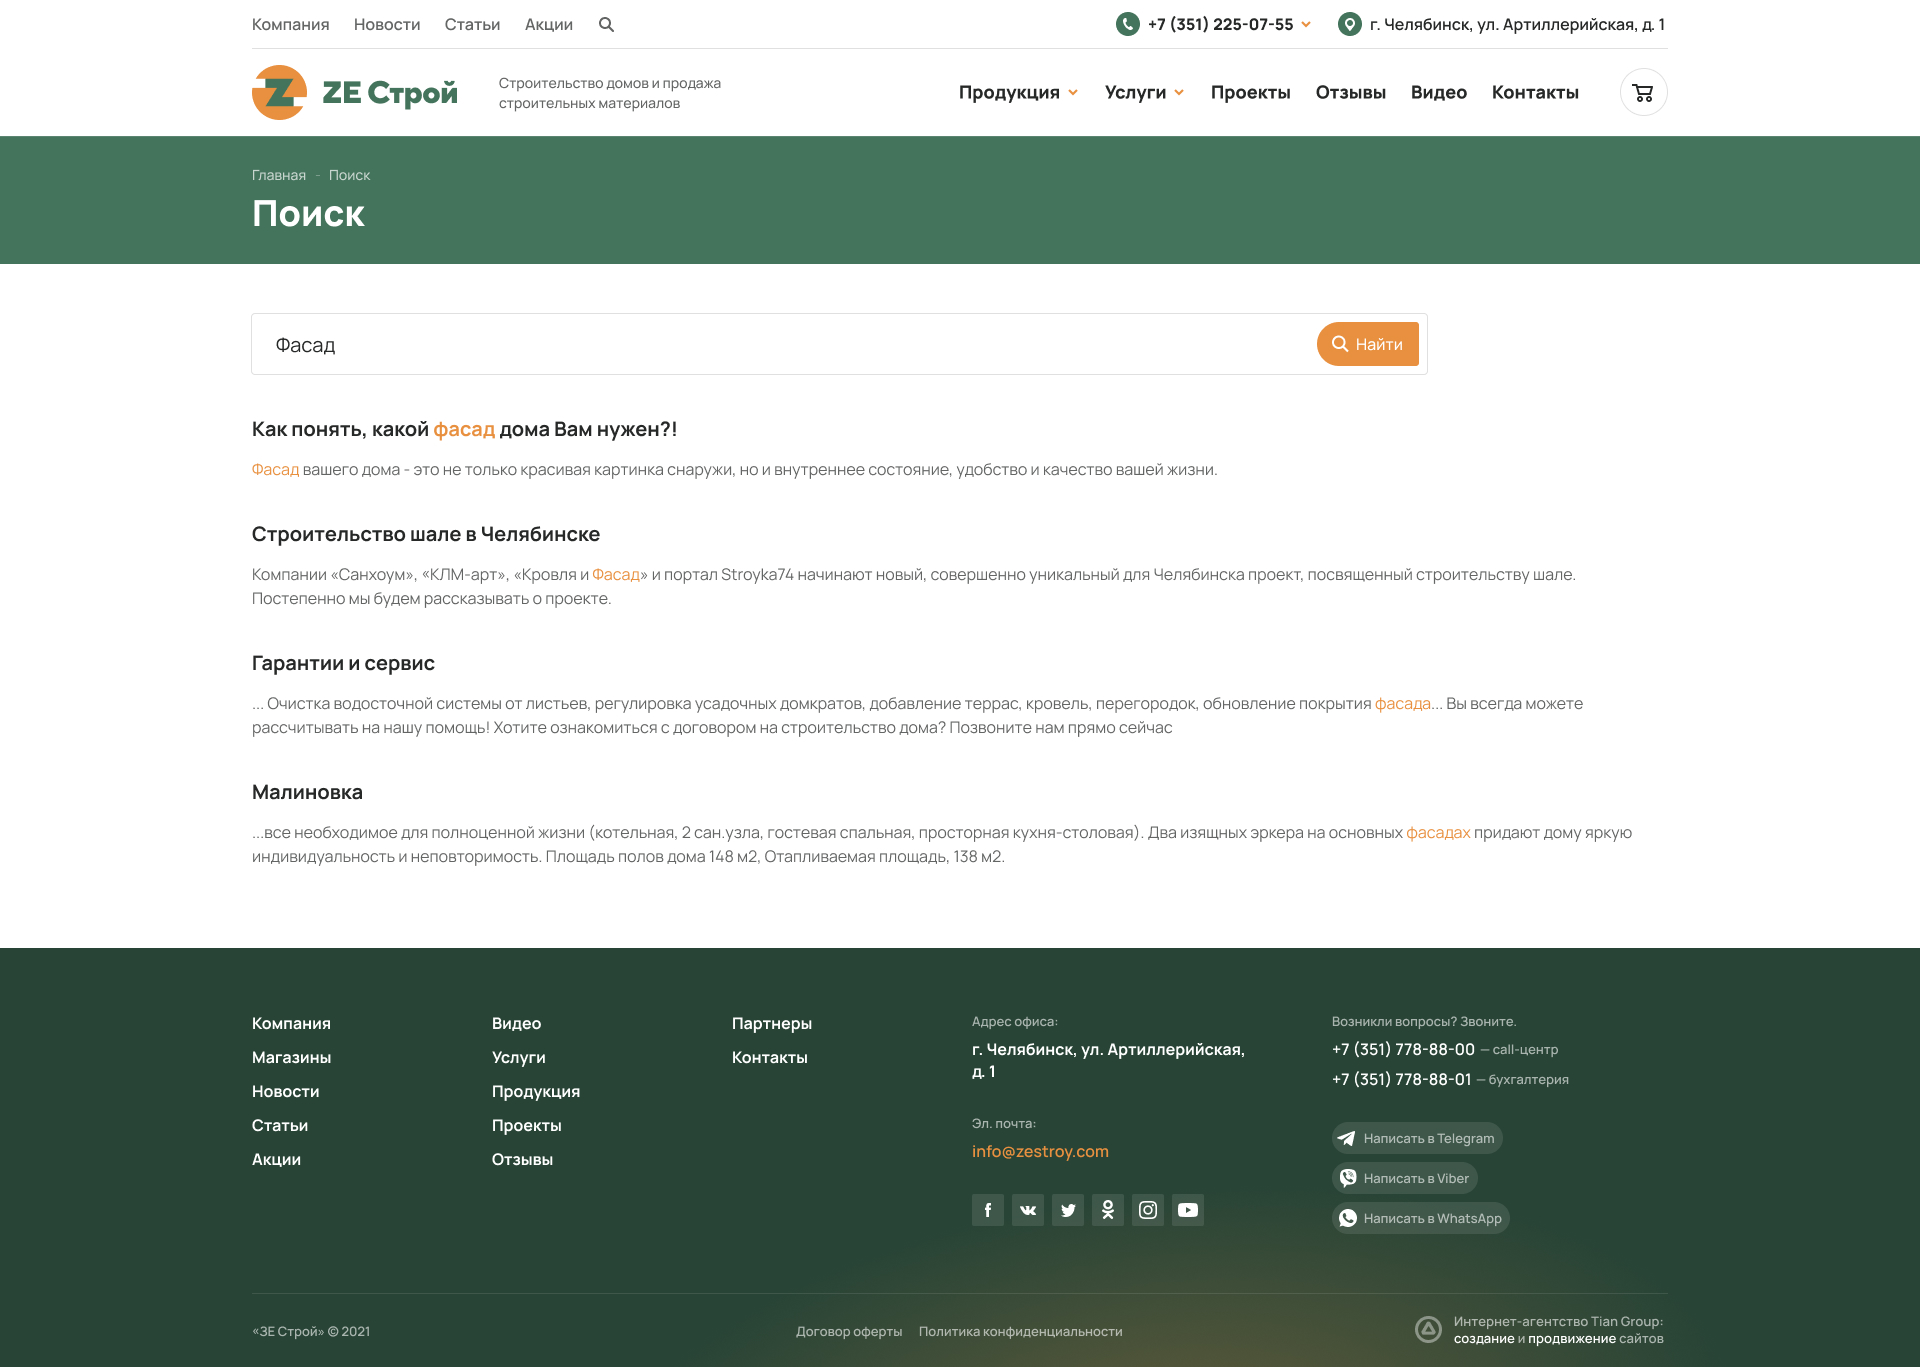 Компания Новости Статьи Акции
+7 (351) 225-07-55 г. Челябинск, ул. Артиллерийская, д. 1
ZE Строй
Строительство домов и продажа
строительных материалов
Продукция Услуги Проекты Отзывы Видео Контакты
Главная - Поиск
Поиск
Фасад
Найти
Как понять, какой фасад дома Вам нужен?!
Фасад вашего дома - это не только красивая картинка снаружи, но и внутреннее состояние, удобство и качество вашей жизни.
Строительство шале в Челябинске
Компании «Санхоум», «КЛМ-арт», «Кровля и Фасад» и портал Stroyka74 начинают новый, совершенно уникальный для Челябинска проект, посвященный строительству шале.
Постепенно мы будем рассказывать о проекте.
Гарантии и сервис
... Очистка водосточной системы от листьев, регулировка усадочных домкратов, добавление террас, кровель, перегородок, обновление покрытия фасада... Вы всегда можете
рассчитывать на нашу помощь! Хотите ознакомиться с договором на строительство дома? Позвоните нам прямо сейчас
Малиновка
...все необходимое для полноценной жизни (котельная, 2 сан.узла, гостевая спальная, просторная кухня-столовая). Два изящных эркера на основных фасадах придают дому яркую
индивидуальность и неповторимость. Площадь полов дома 148 м2, Отапливаемая площадь, 138 м2.
Компания
Магазины
Новости
Статьи
Акции
Видео
Услуги
Продукция
Проекты
Отзывы
Партнеры
Контакты
Адрес офиса:
г. Челябинск, ул. Артиллерийская,
д. 1
Эл. почта:
info@zestroy.com
Возникли вопросы? Звоните.
+7 (351) 778-88-00 — call-центр
+7 (351) 778-88-01 — бухгалтерия
Написать в Telegram
Написать в Viber
Написать в WhatsApp
«ЗЕ Строй» © 2021
Договор оферты Политика конфиденциальности
Интернет-агентство Tian Group:
создание и продвижение сайтов